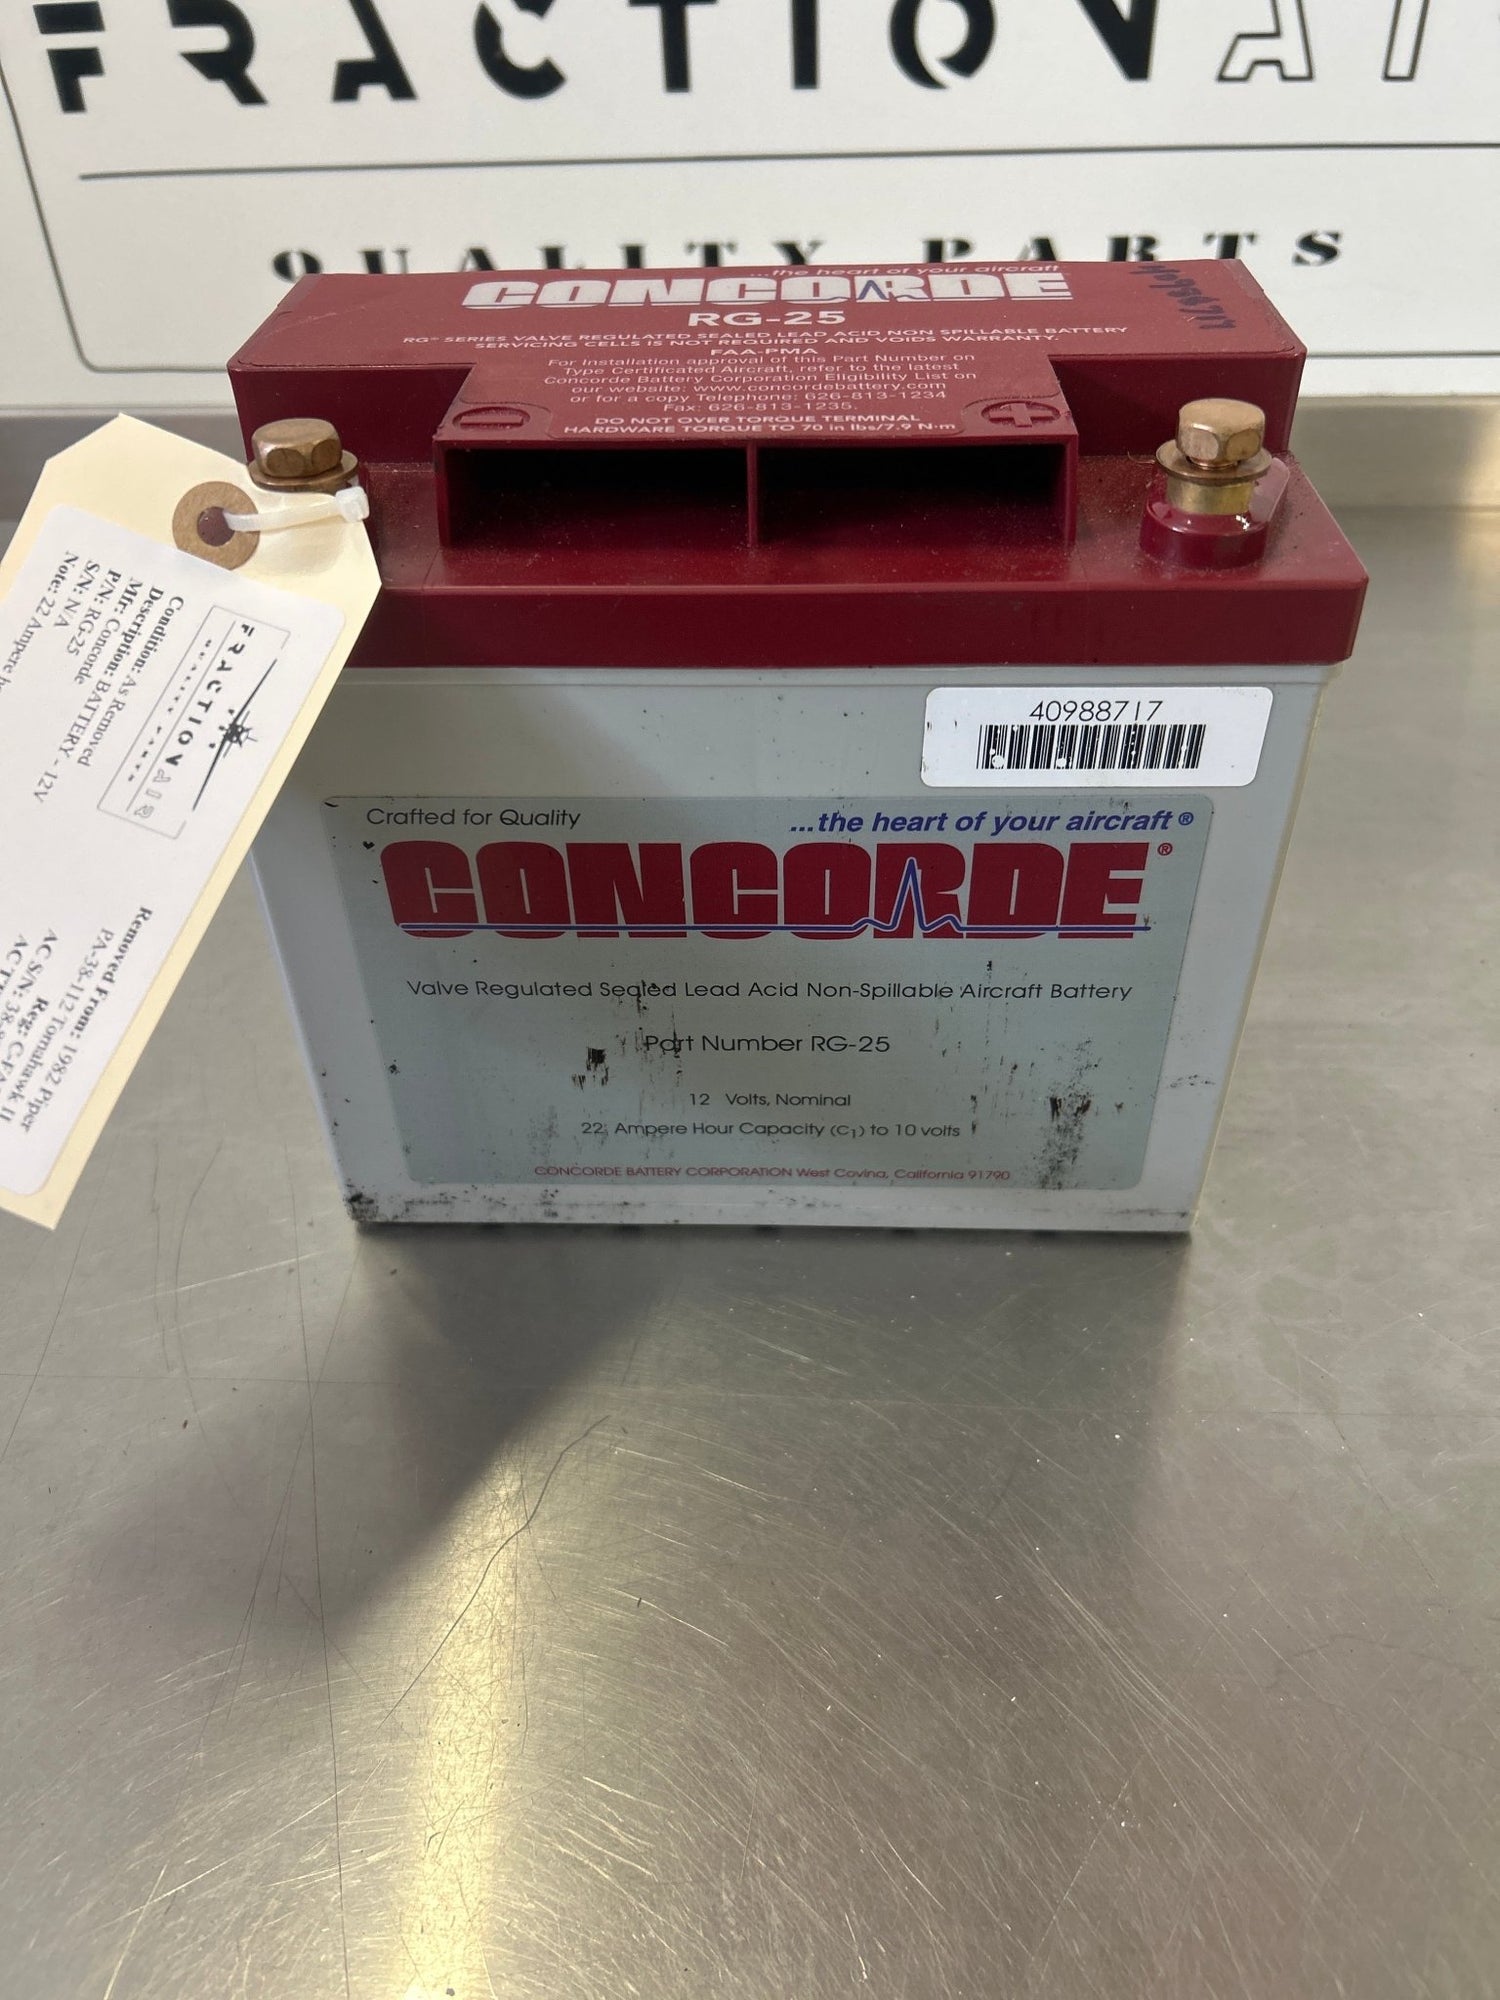 FRACTIONAI
QUALITY PARTS
...the heart of your aircraft
CONCORDE
RG-25
RG® SERIES VALVE REGULATED SEALED LEAD ACID NON SPILLABLE BATTERY
SERVICING CELLS IS NOT REQUIRED AND VOIDS WARRANTY.
FAA-PMA
For Installation approval of this Part Number on
Type Certificated Aircraft, refer to the latest
Concorde Battery Corporation Eligibility List on
our website: www.concordebattery.com
or for a copy Telephone: 626-813-1234
Fax: 626-813-1235.
DO NOT OVER TORQUE TERMINAL
HARDWARE TORQUE TO 70 in lbs/7.9 N·m
40988717
Crafted for Quality
...the heart of your aircraft®
CONCORDE®
Valve Regulated Sealed Lead Acid Non-Spillable Aircraft Battery
Part Number RG-25
12 Volts, Nominal
22 Ampere Hour Capacity (C1) to 10 volts
CONCORDE BATTERY CORPORATION West Covina, California 91790
FRACTIONAIR
QUALITY PARTS
Condition: As Removed
Description: BATTERY - 12V
Mfr: Concorde
P/N: RG-25
S/N: N/A
Note: 22 Ampere
Removed From: 1982 Piper
PA-38-112 Tomahawk II
AC S/N: 38-
Reg: C-